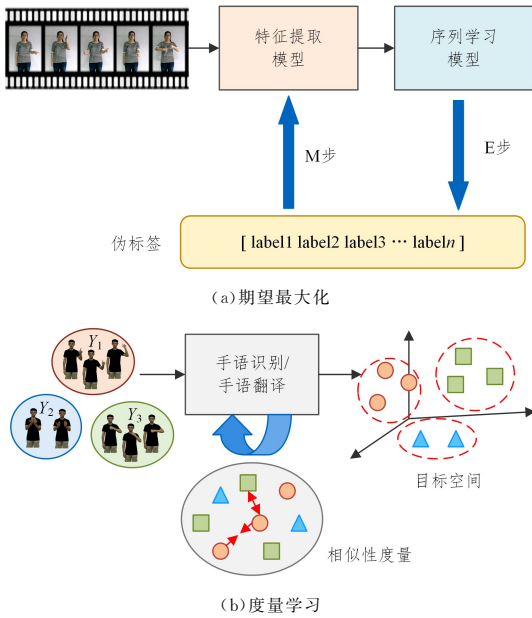 特征提取
模型
序列学习
模型
M步
E步
伪标签
[ label1 label2 label3 … labeln ]
(a)期望最大化
Y1
Y2
Y3
手语识别/
手语翻译
目标空间
相似性度量
(b)度量学习